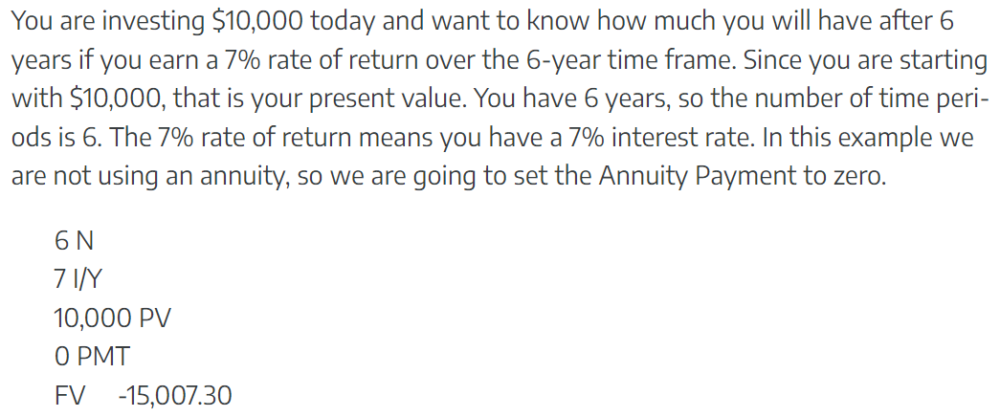 You are investing $10,000 today and want to know how much you will have after 6
years if you earn a 7% rate of return over the 6-year time frame. Since you are starting
with $10,000, that is your present value. You have 6 years, so the number of time peri-
ods is 6. The 7% rate of return means you have a 7% interest rate. In this example we
are not using an annuity, so we are going to set the Annuity Payment to zero.
6 N
7 I/Y
10,000 PV
0 PMT
FV -15,007.30